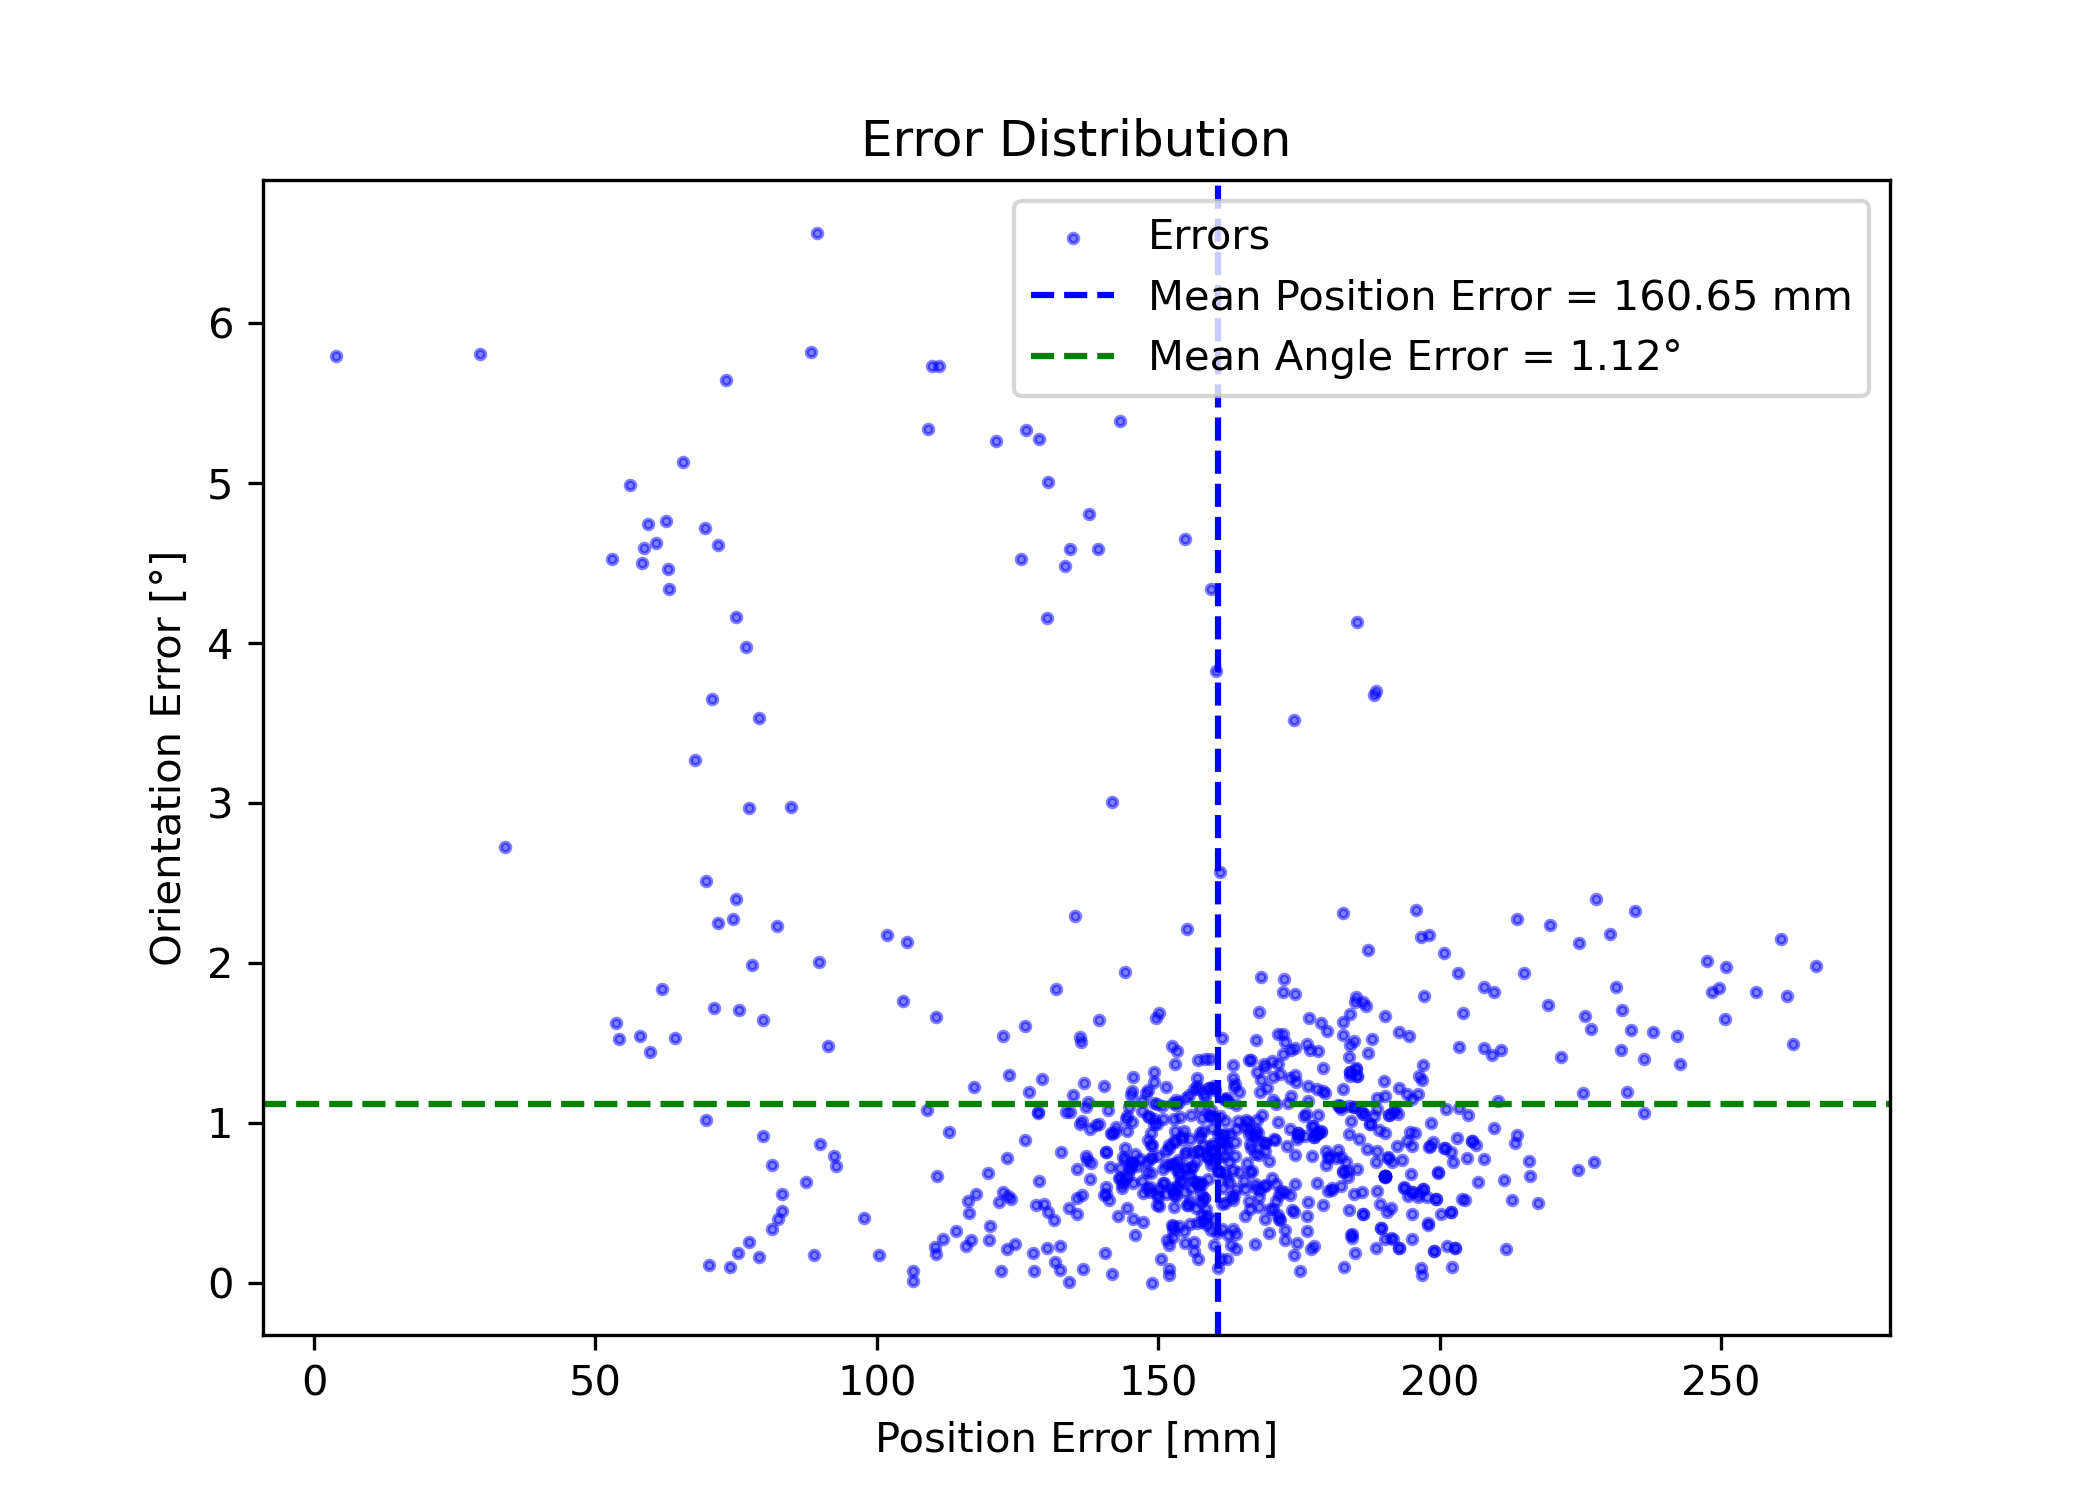 Error Distribution
Errors
Mean Position Error = 160.65 mm
Mean Angle Error = 1.12°
Orientation Error [°]
6
5
4
3
2
1
0
0 50 100 150 200 250
Position Error [mm]